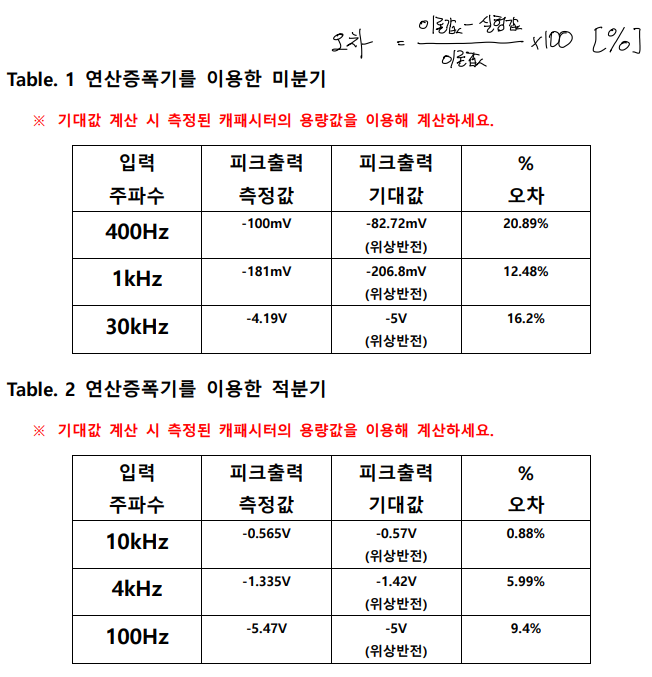 오차 = 이론값 - 실험값 / 이론값 ×100 [%]
Table. 1 연산증폭기를 이용한 미분기
※ 기대값 계산 시 측정된 캐패시터의 용량값을 이용해 계산하세요.
입력 피크출력 피크출력 %
주파수 측정값 기대값 오차
400Hz -100mV -82.72mV 20.89%
(위상반전)
1kHz -181mV -206.8mV 12.48%
(위상반전)
30kHz -4.19V -5V 16.2%
(위상반전)
Table. 2 연산증폭기를 이용한 적분기
※ 기대값 계산 시 측정된 캐패시터의 용량값을 이용해 계산하세요.
입력 피크출력 피크출력 %
주파수 측정값 기대값 오차
10kHz -0.565V -0.57V 0.88%
(위상반전)
4kHz -1.335V -1.42V 5.99%
(위상반전)
100Hz -5.47V -5V 9.4%
(위상반전)